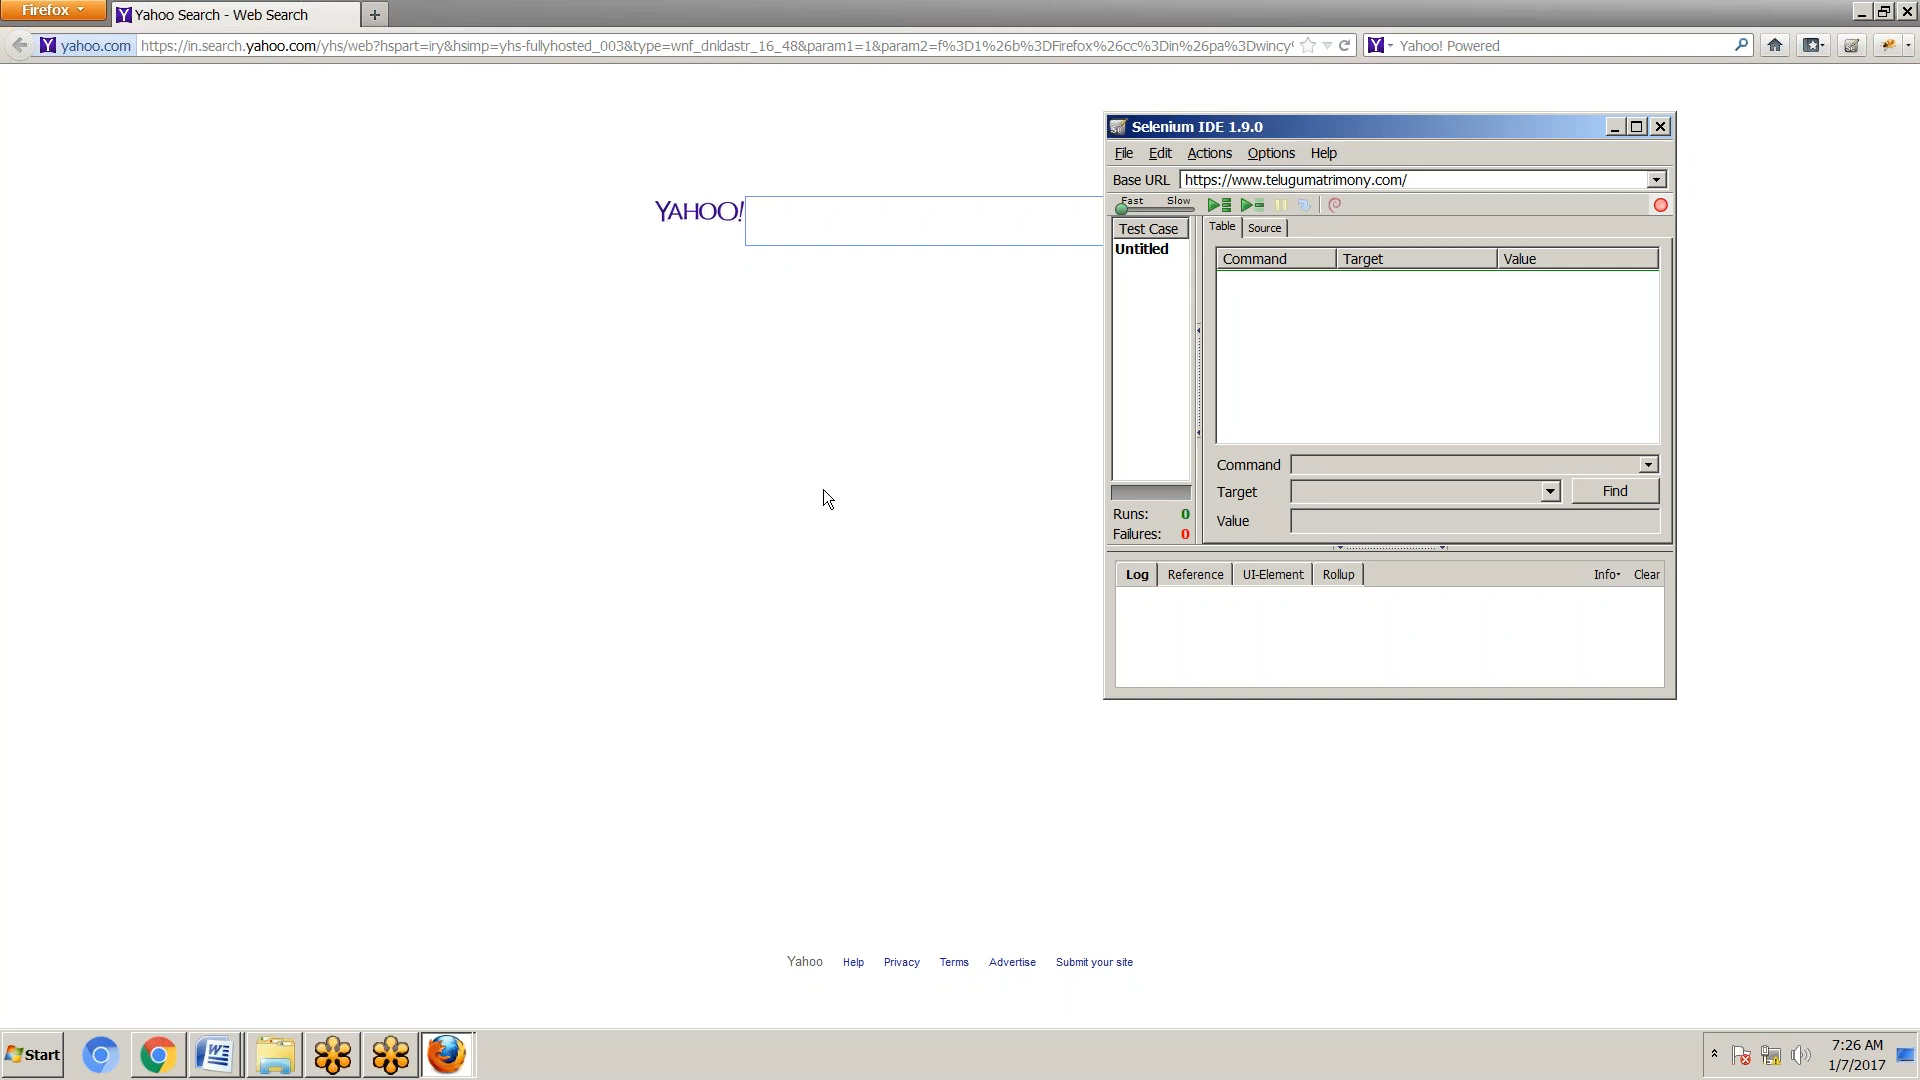 Firefox
Yahoo Search - Web Search
yahoo.com https://in.search.yahoo.com/yhs/web?hspart=iry&hsimp=yhs-fullyhosted_003&type=wnf_dnldastr_16_48&param1=1&param2=f%3D1%26b%3DFirefox%26cc%3Din%26pa%3Dwincy Yahoo! Powered
YAHOO!
Selenium IDE 1.9.0
File Edit Actions Options Help
Base URL https://www.telugumatrimony.com/
Fast Slow
Test Case Table Source
Untitled
Command Target Value
Command
Target Find
Value
Runs: 0
Failures: 0
Log Reference UI-Element Rollup Info Clear
Yahoo Help Privacy Terms Advertise Submit your site
Start
7:26 AM
1/7/2017